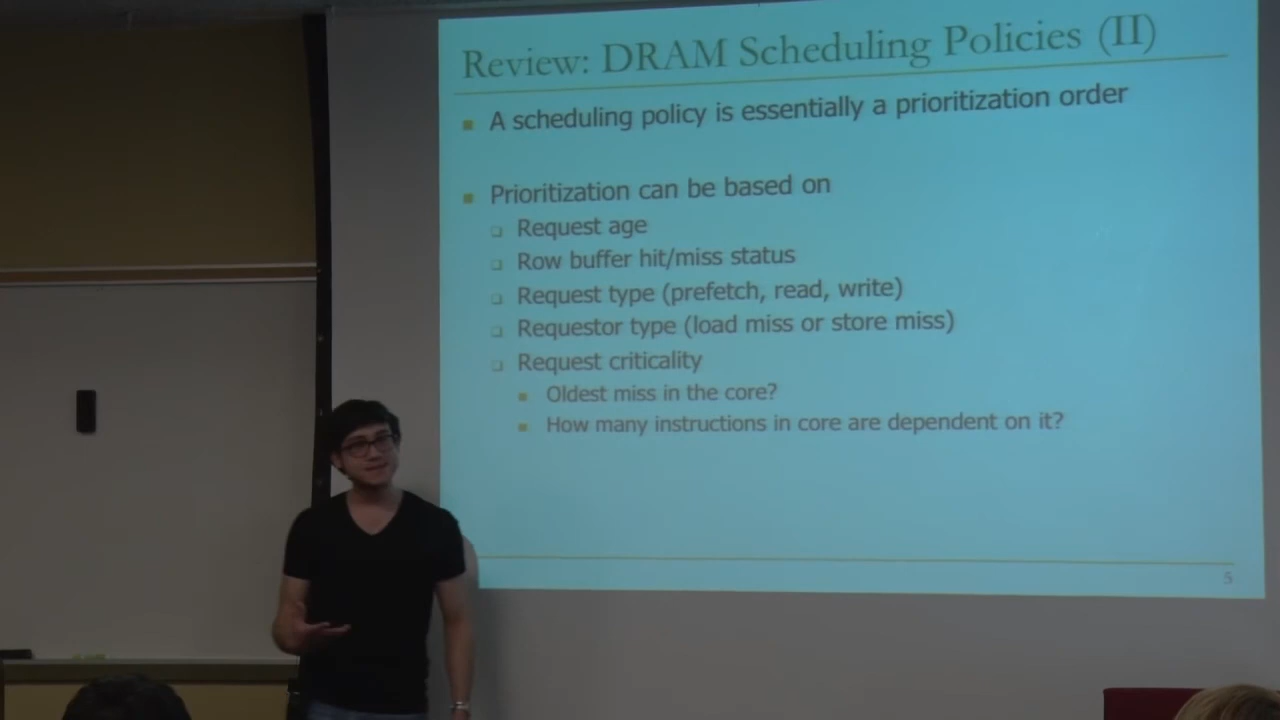 Review: DRAM Scheduling Policies (II)
A scheduling policy is essentially a prioritization order
Prioritization can be based on
Request age
Row buffer hit/miss status
Request type (prefetch, read, write)
Requestor type (load miss or store miss)
Request criticality
Oldest miss in the core?
How many instructions in core are dependent on it?
5